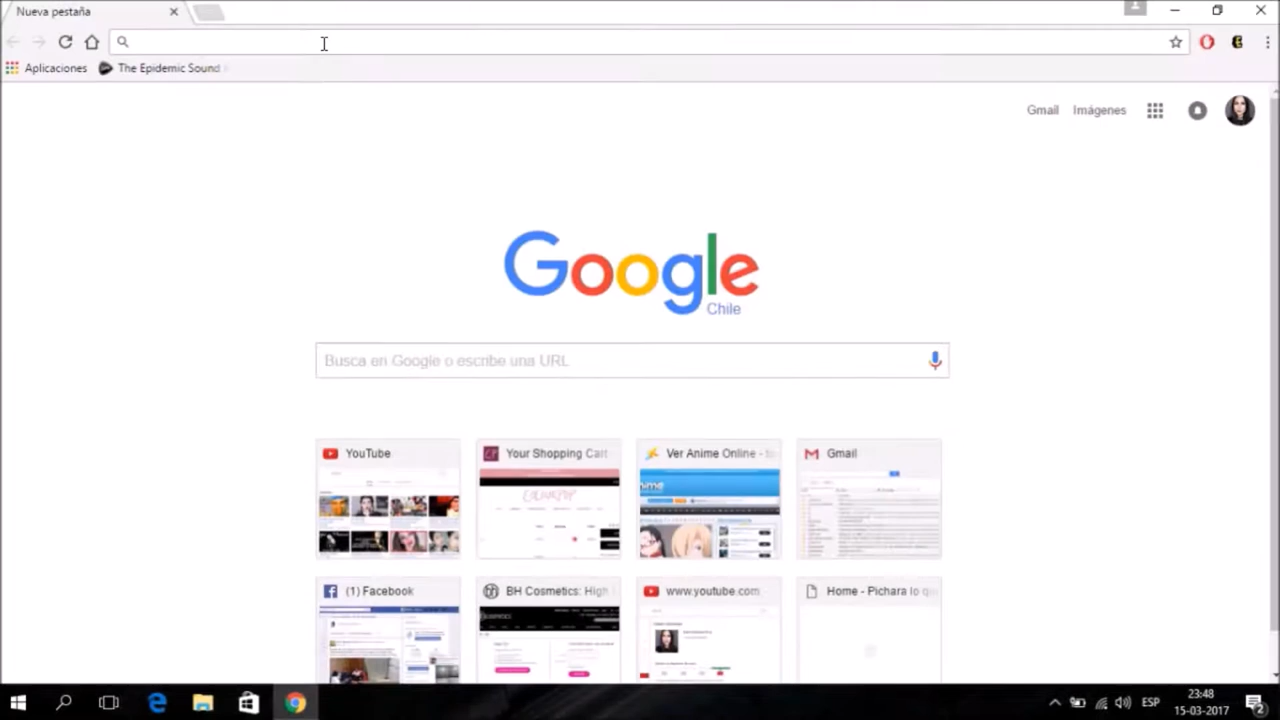 Nueva pestaña
Aplicaciones
The Epidemic Sound
Gmail
Imágenes
Google
Chile
Busca en Google o escribe una URL
YouTube
Your Shopping Cart
Ver Anime Online -
Gmail
(1) Facebook
BH Cosmetics: High
www.youtube.com
Home - Pichara lo
ESP
23:48
15-03-2017
2